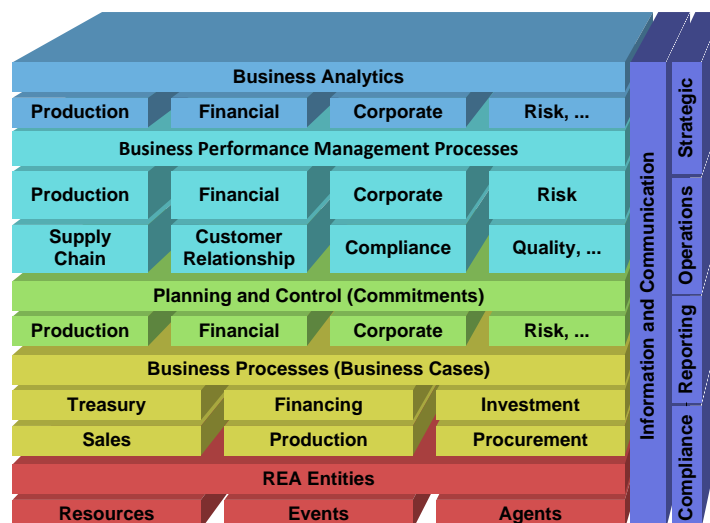 Business Analytics
Production Financial Corporate Risk, ...
Business Performance Management Processes
Production Financial Corporate Risk
Supply Chain Customer Relationship Compliance Quality, ...
Planning and Control (Commitments)
Production Financial Corporate Risk, ...
Business Processes (Business Cases)
Treasury Financing Investment
Sales Production Procurement
REA Entities
Resources Events Agents
Information and Communication
Strategic
Operations
Reporting
Compliance